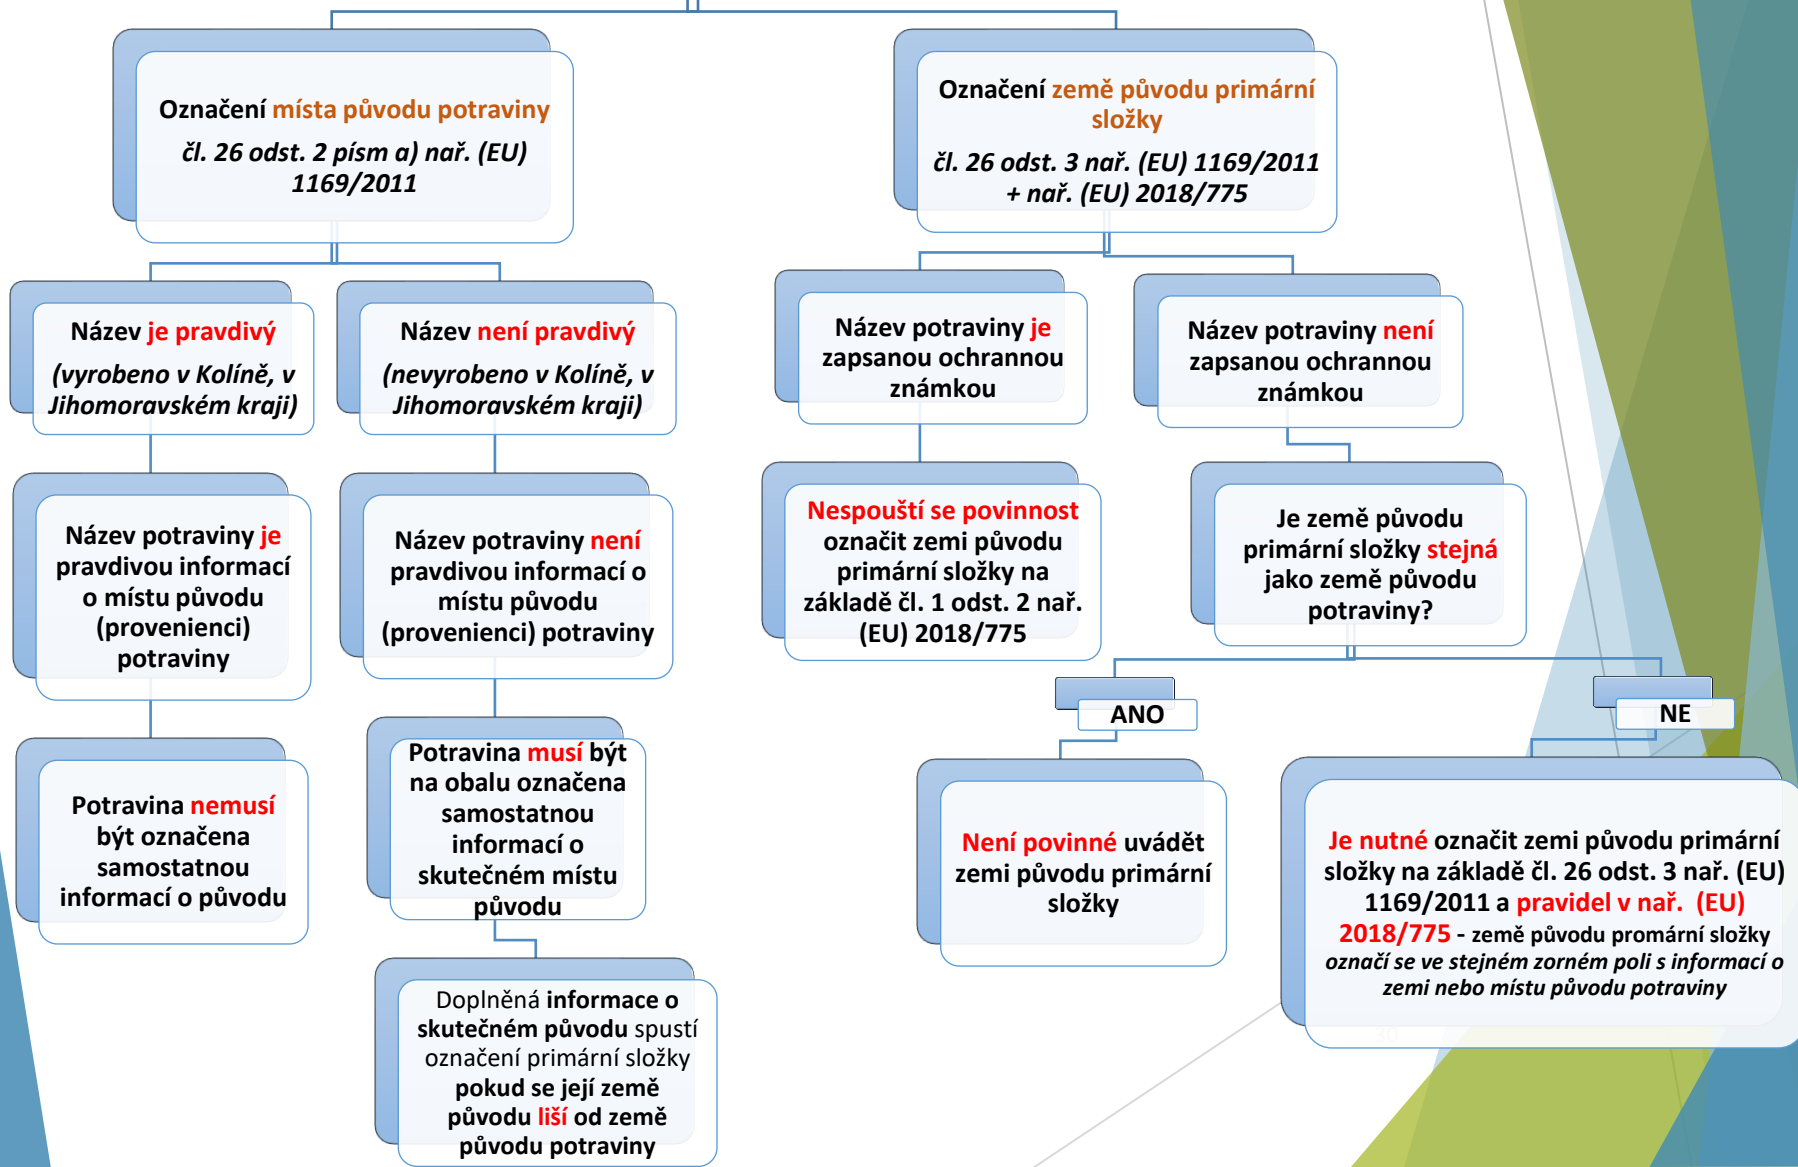 Označení místa původu potraviny
čl. 26 odst. 2 písm a) nař. (EU)
1169/2011
Označení země původu primární
složky
čl. 26 odst. 3 nař. (EU) 1169/2011
+ nař. (EU) 2018/775
Název je pravdivý
(vyrobeno v Kolíně, v
Jihomoravském kraji)
Název není pravdivý
(nevyrobeno v Kolíně, v
Jihomoravském kraji)
Název potraviny je
zapsanou ochrannou
známkou
Název potraviny není
zapsanou ochrannou
známkou
Název potraviny je
pravdivou informací
o místu původu
(provenienci)
potraviny
Název potraviny není
pravdivou informací o
místu původu
(provenienci) potraviny
Nespouští se povinnost
označit zemi původu
primární složky na
základě čl. 1 odst. 2 nař.
(EU) 2018/775
Je země původu
primární složky stejná
jako země původu
potraviny?
ANO
NE
Potravina nemusí
být označena
samostatnou
informací o původu
Potravina musí být
na obalu označena
samostatnou
informací o
skutečném místu
původu
Není povinné uvádět
zemi původu primární
složky
Je nutné označit zemi původu primární
složky na základě čl. 26 odst. 3 nař. (EU)
1169/2011 a pravidel v nař. (EU)
2018/775 - země původu promární složky
označí se ve stejném zorném poli s informací o
zemi nebo místu původu potraviny
Doplněná informace o
skutečném původu spustí
označení primární složky
pokud se její země
původu liší od země
původu potraviny
30